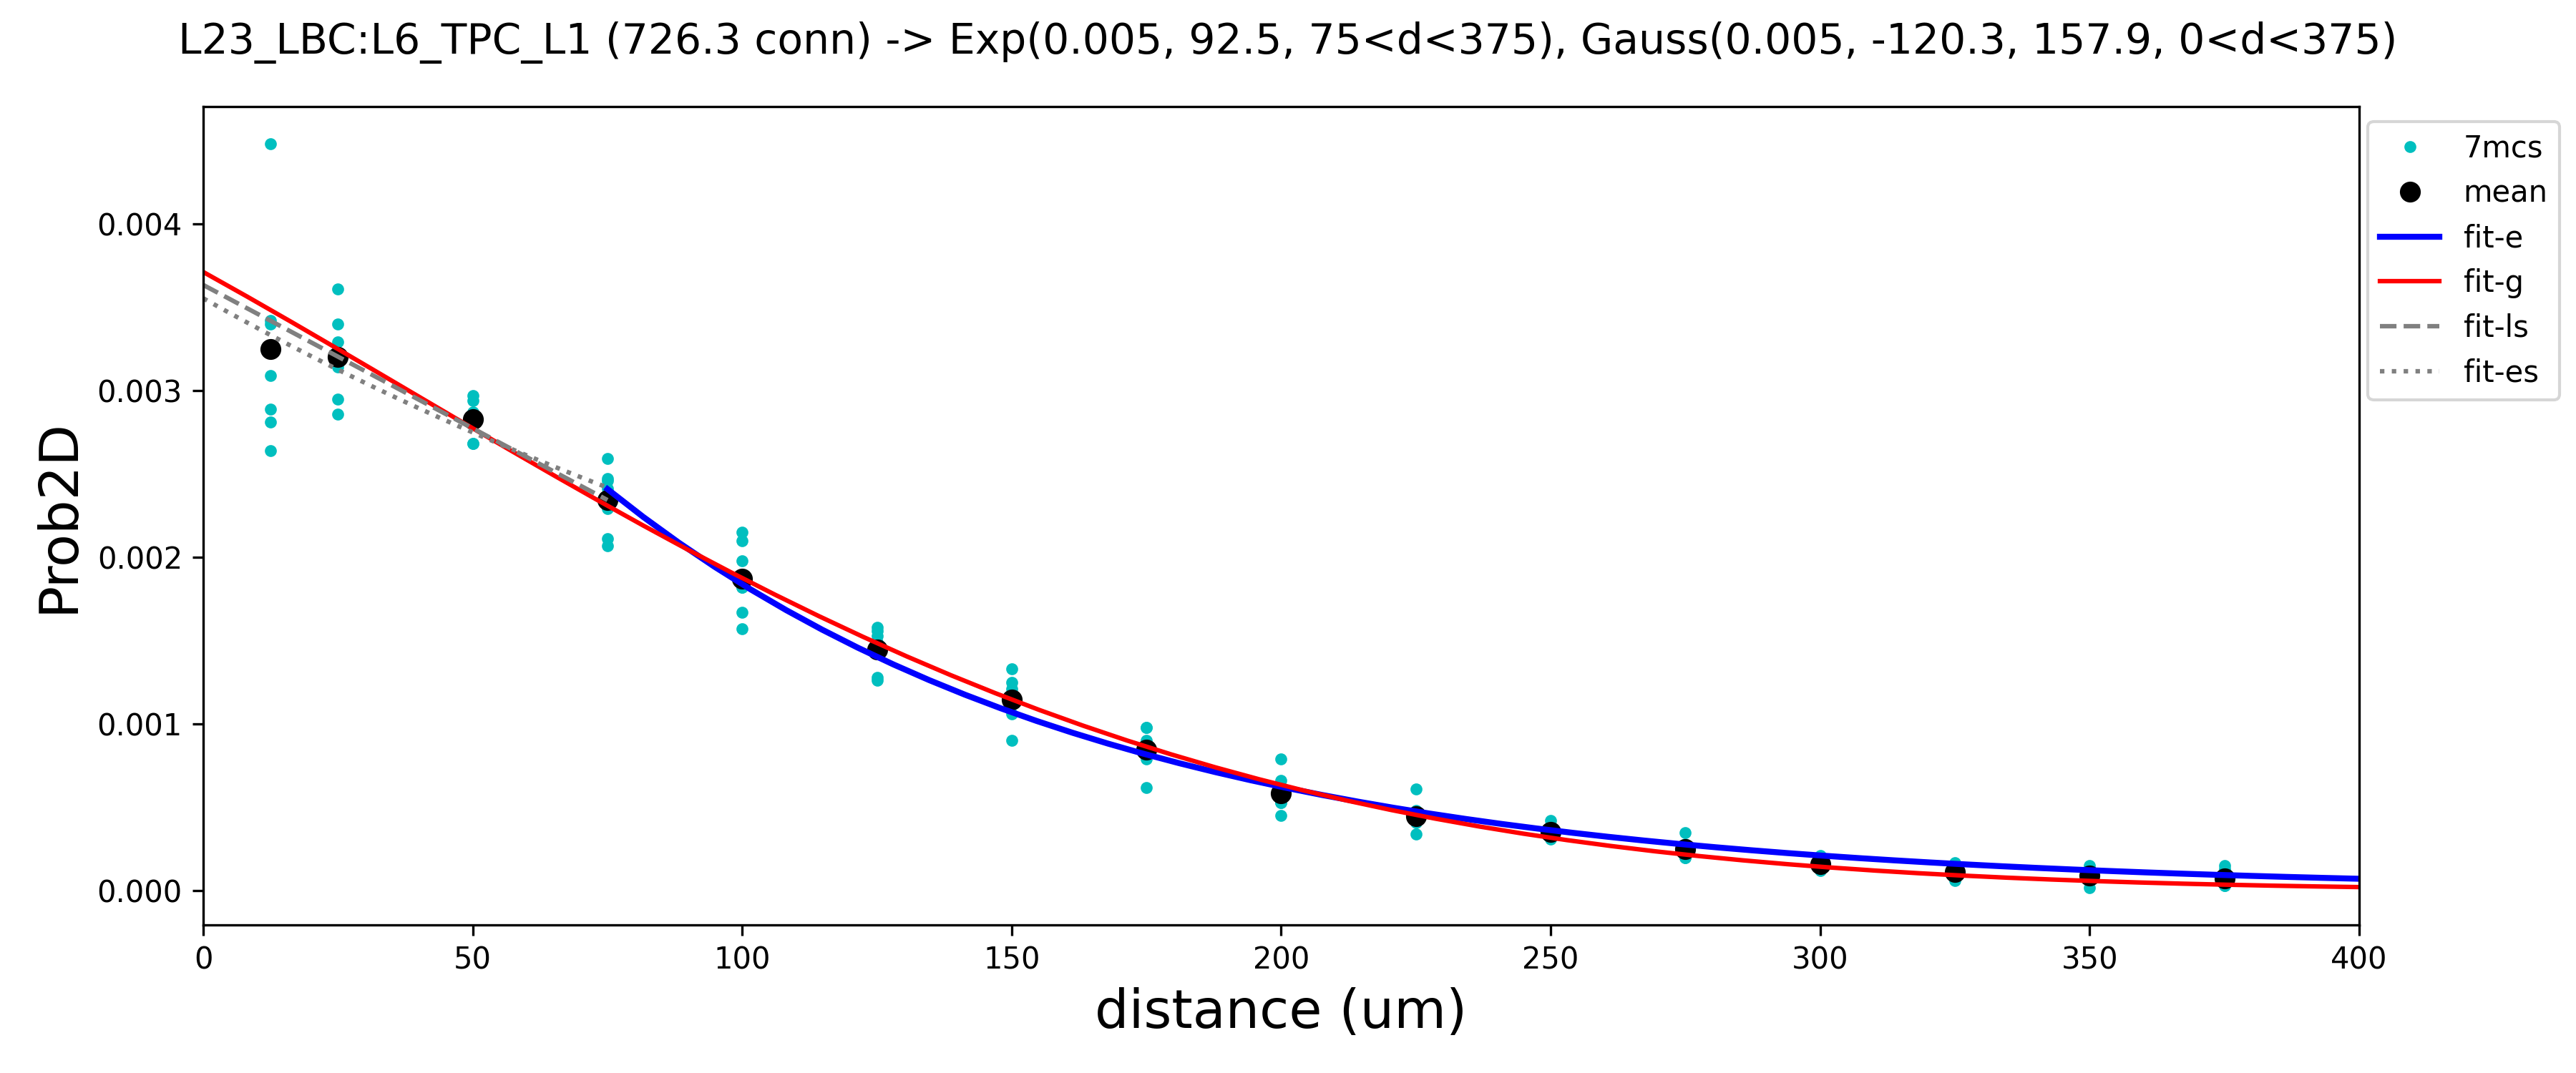 L23_LBC:L6_TPC_L1 (726.3 conn) -> Exp(0.005, 92.5, 75<d<375), Gauss(0.005, -120.3, 157.9, 0<d<375)
7mcs
mean
fit-e
fit-g
fit-ls
fit-es
Prob2D
0.004
0.003
0.002
0.001
0.000
0 50 100 150 200 250 300 350 400
distance (um)